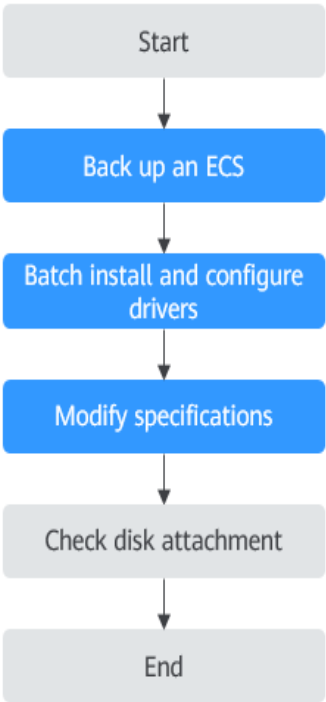 Start
Back up an ECS
Batch install and configure
drivers
Modify specifications
Check disk attachment
End